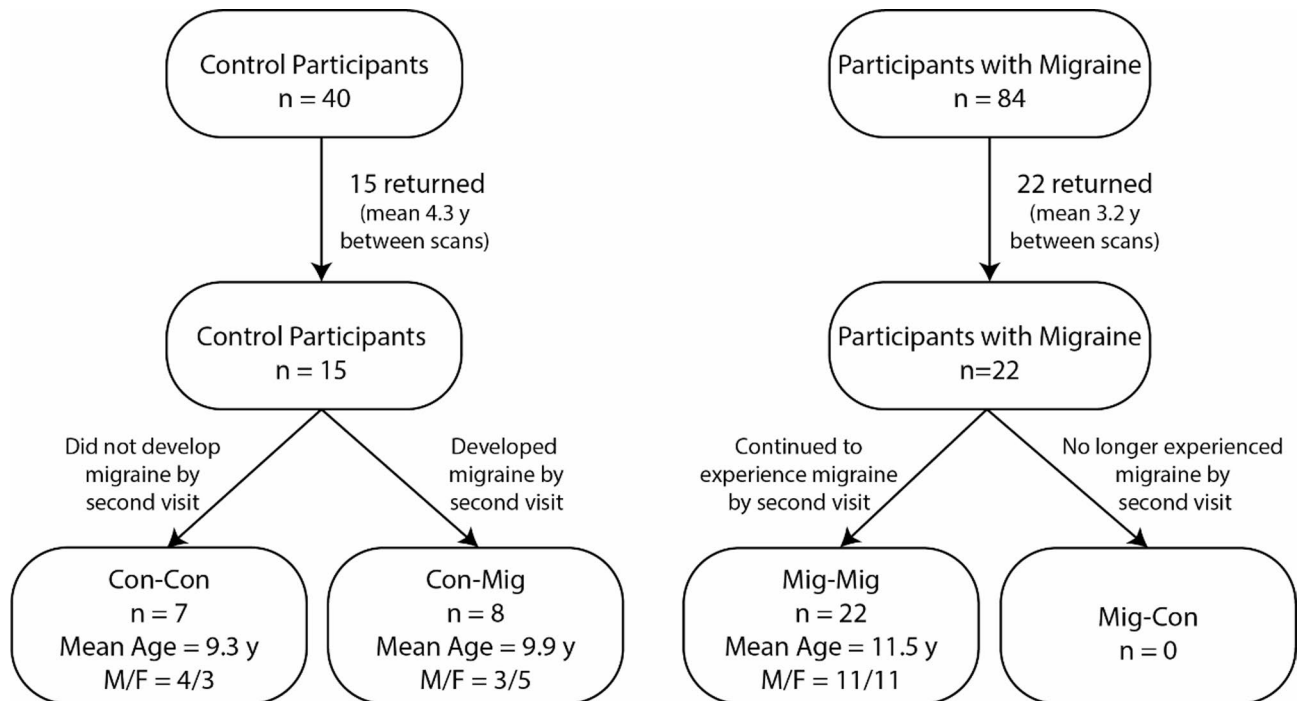 Control Participants
n = 40
15 returned
(mean 4.3 y
between scans)
Control Participants
n = 15
Did not develop
migraine by
second visit
Developed
migraine by
second visit
Con-Con
n = 7
Mean Age = 9.3 y
M/F = 4/3
Con-Mig
n = 8
Mean Age = 9.9 y
M/F = 3/5
Participants with Migraine
n = 84
22 returned
(mean 3.2 y
between scans)
Participants with Migraine
n=22
Continued to
experience migraine
by second visit
No longer experienced
migraine by
second visit
Mig-Mig
n = 22
Mean Age = 11.5 y
M/F = 11/11
Mig-Con
n = 0